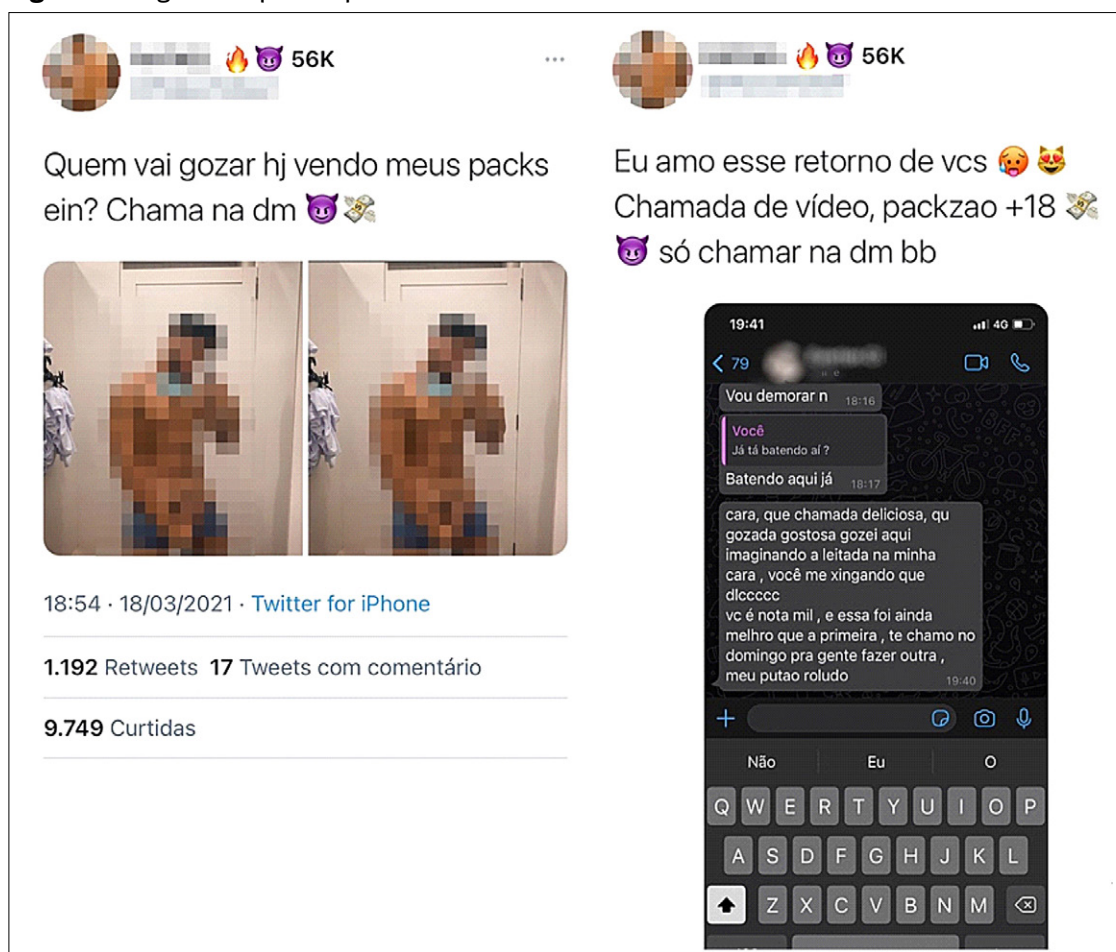 56K
Quem vai gozar hj vendo meus packs
ein? Chama na dm 😈💸
18:54 · 18/03/2021 · Twitter for iPhone
1.192 Retweets 17 Tweets com comentário
9.749 Curtidas
56K
Eu amo esse retorno de vcs 🥵😻
Chamada de vídeo, packzao +18 💸
😈 só chamar na dm bb
19:41
4G
79
Vou demorar n 18:16
Você
Já tá batendo aí ?
Batendo aqui já 18:17
cara, que chamada deliciosa, qu
gozada gostosa gozei aqui
imaginando a leitada na minha
cara , você me xingando que
dlccccc
vc é nota mil , e essa foi ainda
melhro que a primeira , te chamo no
domingo pra gente fazer outra ,
meu putao roludo 19:40
Não Eu O
Q W E R T Y U I O P
A S D F G H J K L
Z X C V B N M